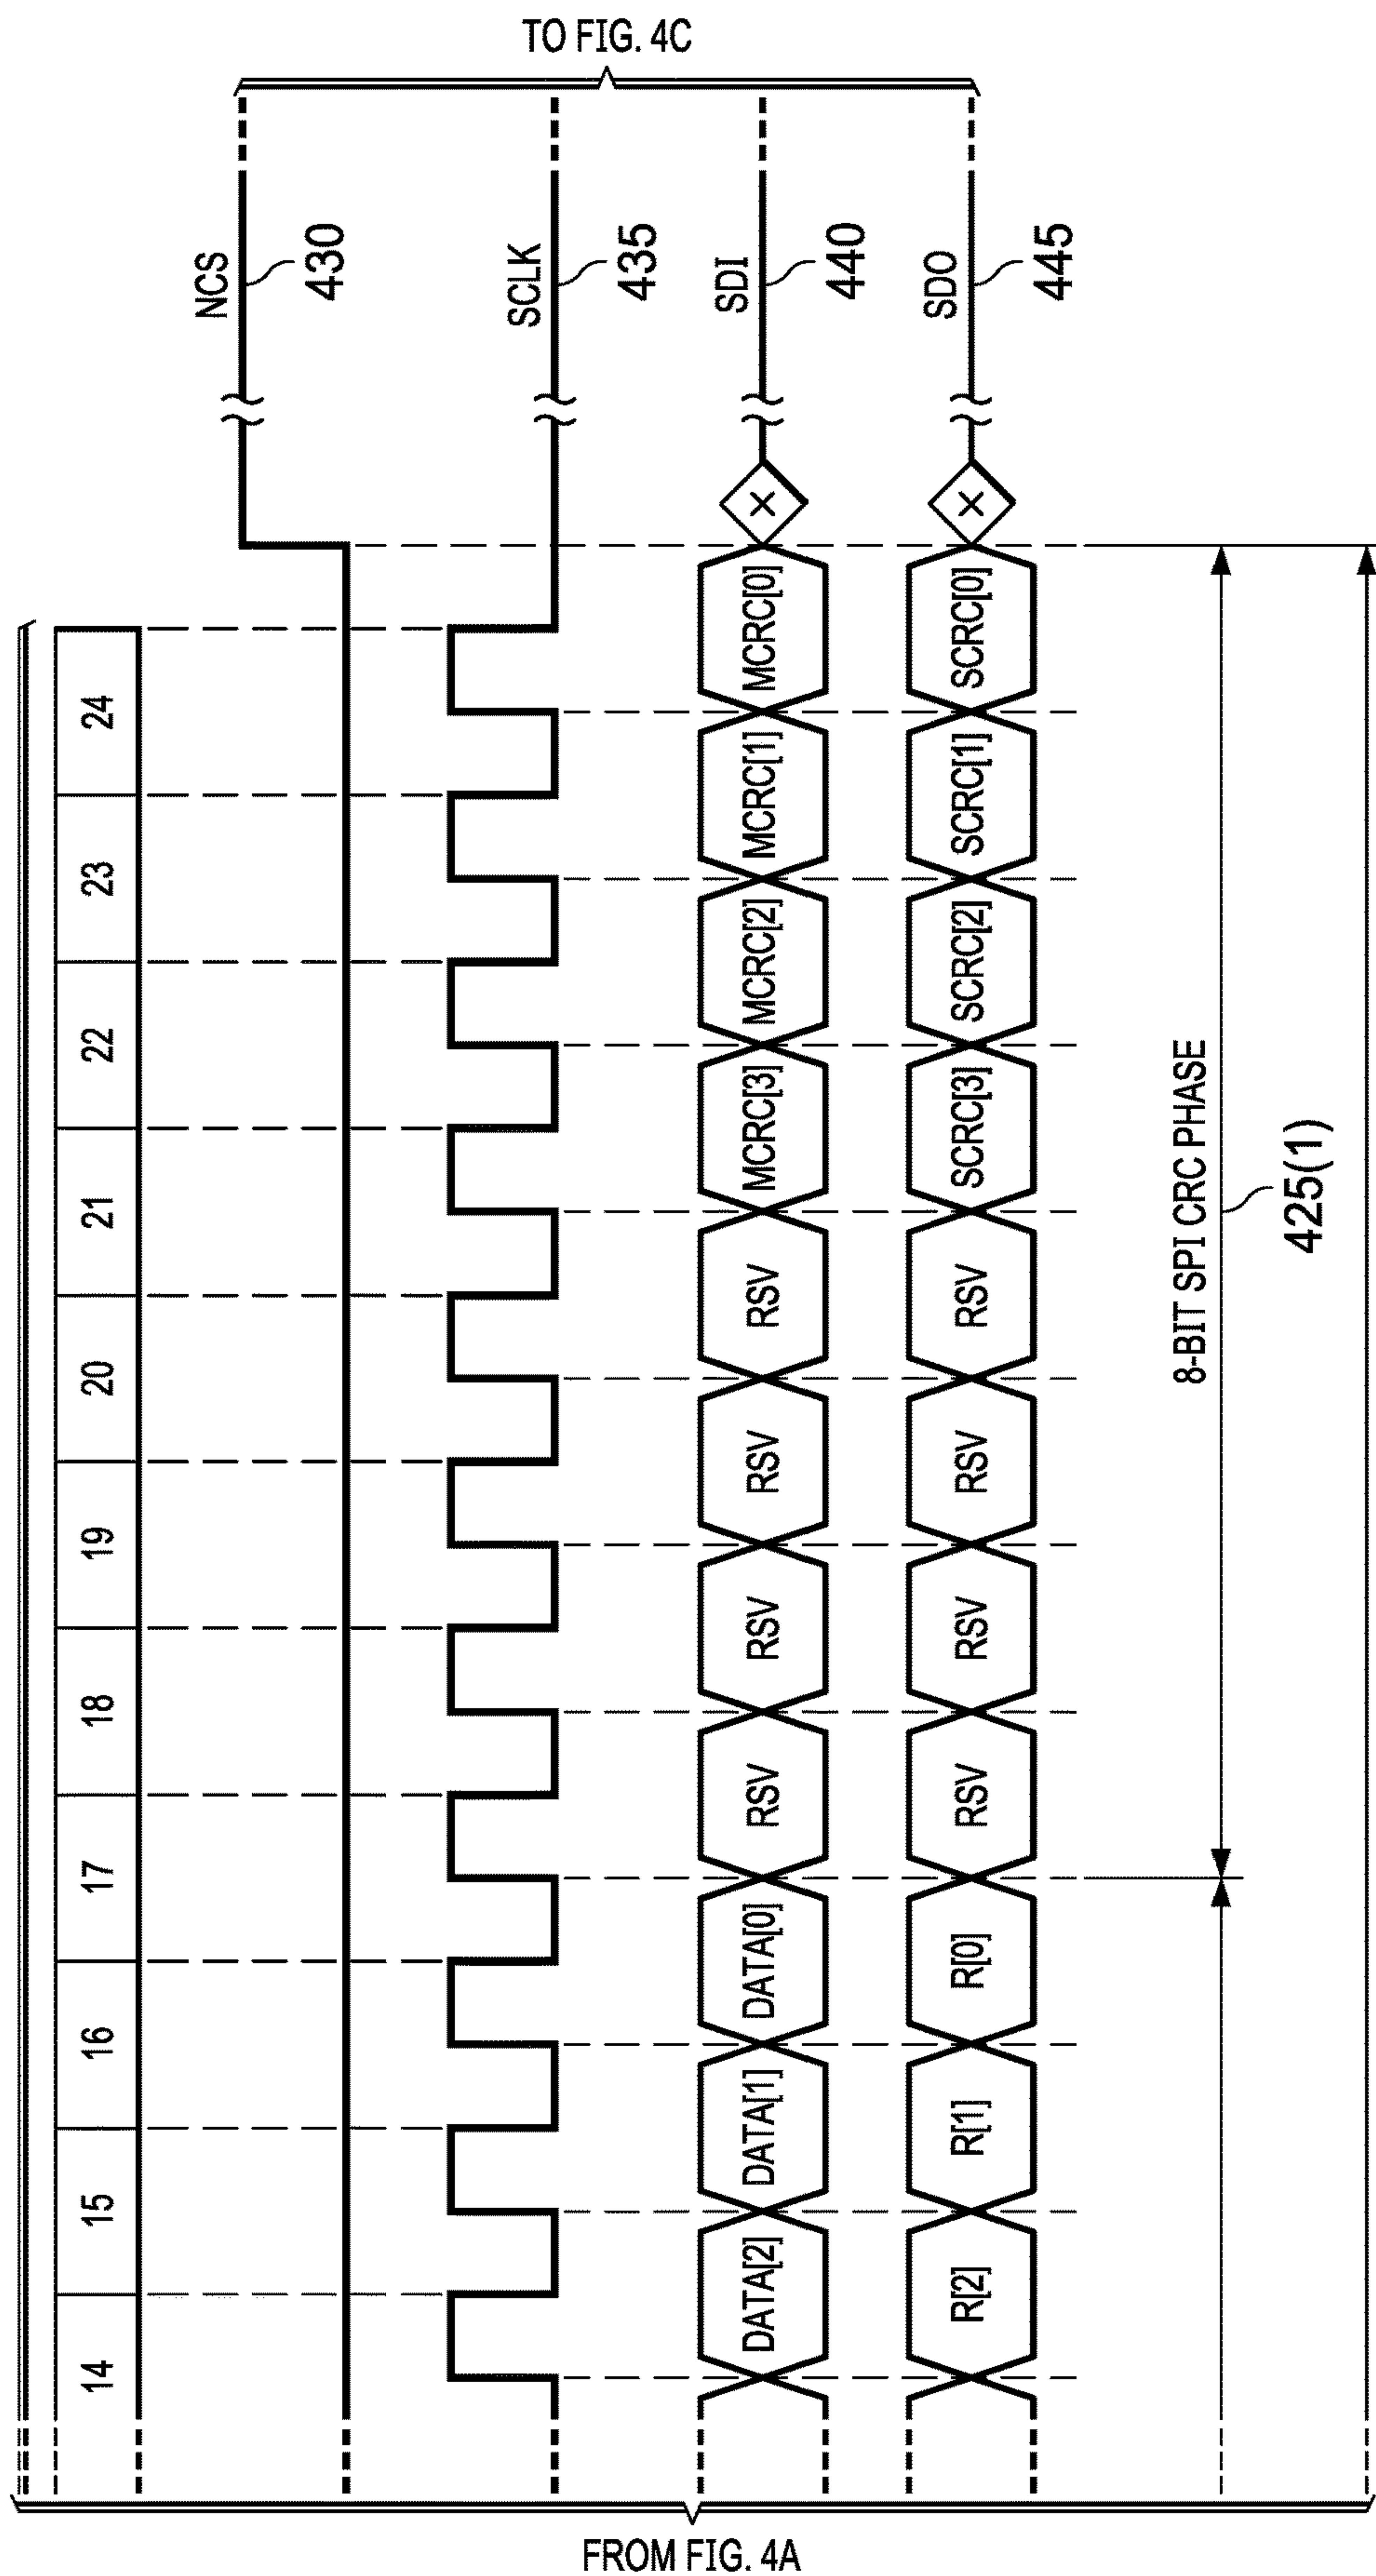 FROM FIG. 4A
TO FIG. 4C
14 15 16 17 18 19 20 21 22 23 24
NCS
430
SCLK
435
DATA[2] DATA[1] DATA[0] RSV RSV RSV RSV MCRC[3] MCRC[2] MCRC[1] MCRC[0] X
SDI
440
R[2] R[1] R[0] RSV RSV RSV RSV SCRC[3] SCRC[2] SCRC[1] SCRC[0] X
SDO
445
8-BIT SPI CRC PHASE
425(1)